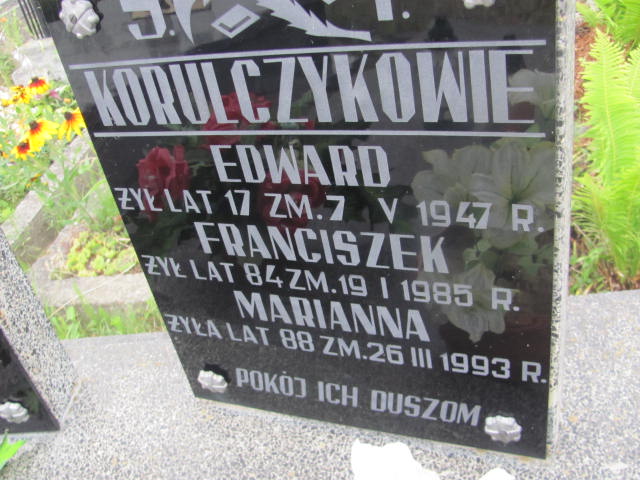 Ś. P.
KORULCZYKOWIE
EDWARD
ŻYŁ LAT 17 ZM. 7 V 1947 R.
FRANCISZEK
ŻYŁ LAT 84 ZM. 19 I 1985 R.
MARIANNA
ŻYŁA LAT 88 ZM. 26 III 1993 R.
POKÓJ ICH DUSZOM